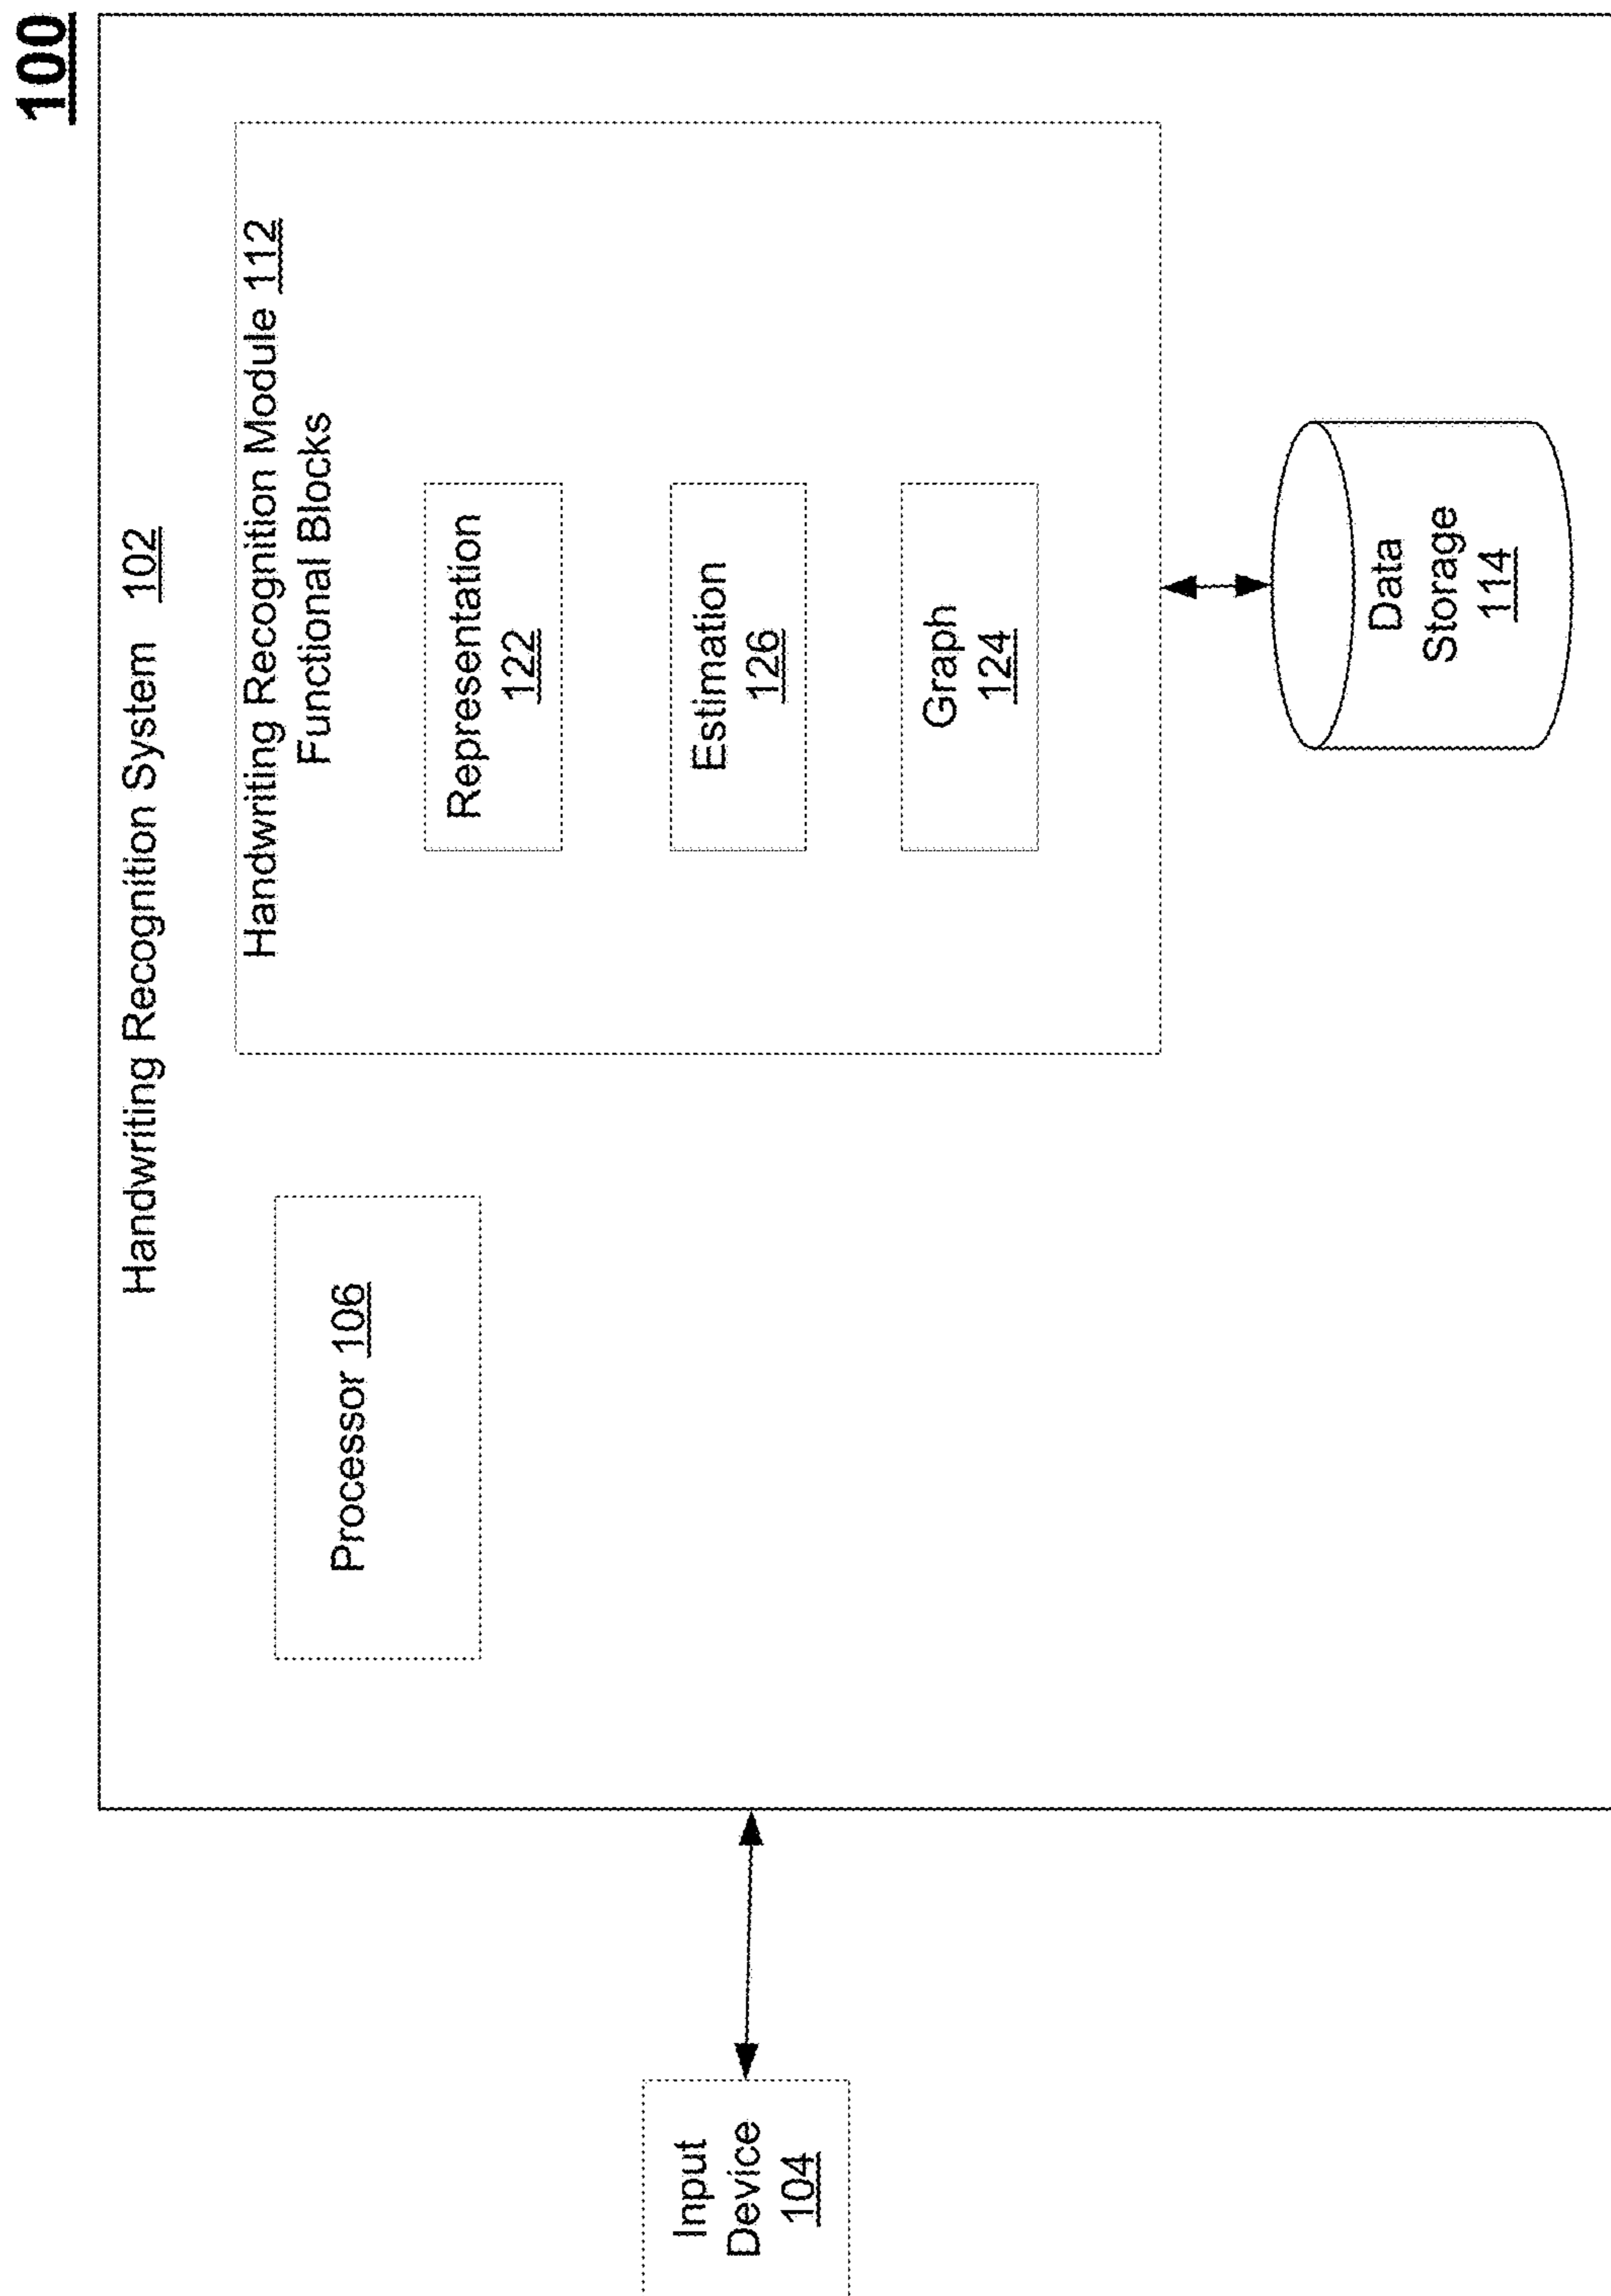 100
Handwriting Recognition System 102
Handwriting Recognition Module 112
Functional Blocks
Processor 106
Representation
122
Estimation
126
Graph
124
Input
Device
104
Data
Storage
114